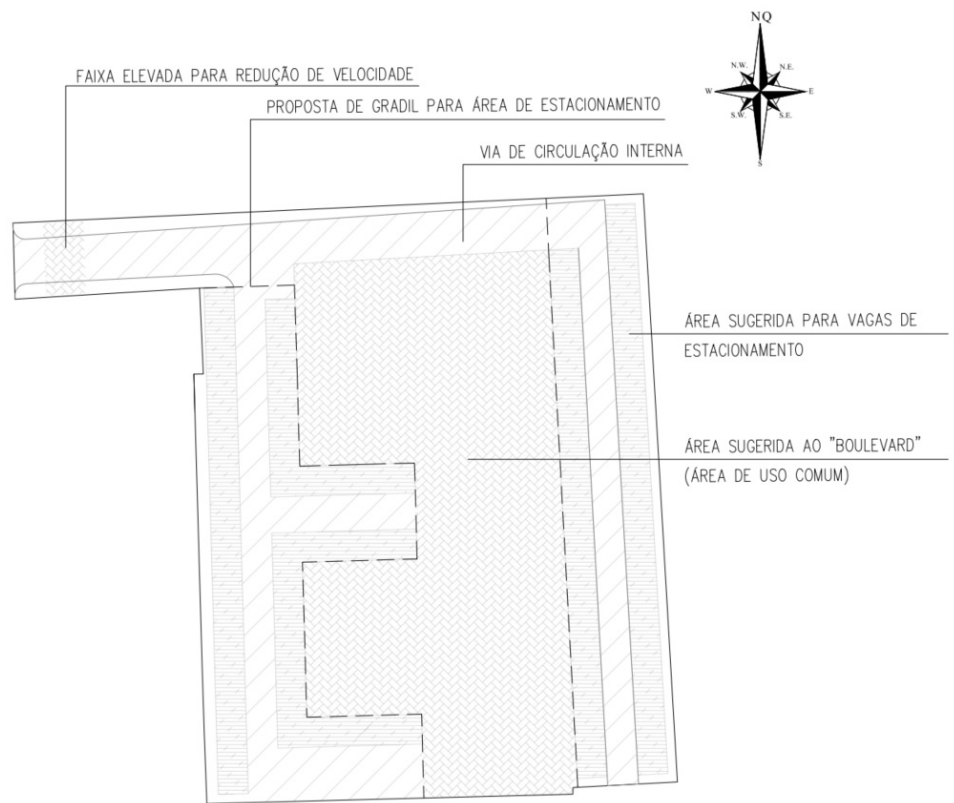 NQ
N.W.
N.E.
W
E
S.W.
S.E.
S
FAIXA ELEVADA PARA REDUÇÃO DE VELOCIDADE
PROPOSTA DE GRADIL PARA ÁREA DE ESTACIONAMENTO
VIA DE CIRCULAÇÃO INTERNA
ÁREA SUGERIDA PARA VAGAS DE
ESTACIONAMENTO
ÁREA SUGERIDA AO "BOULEVARD"
(ÁREA DE USO COMUM)